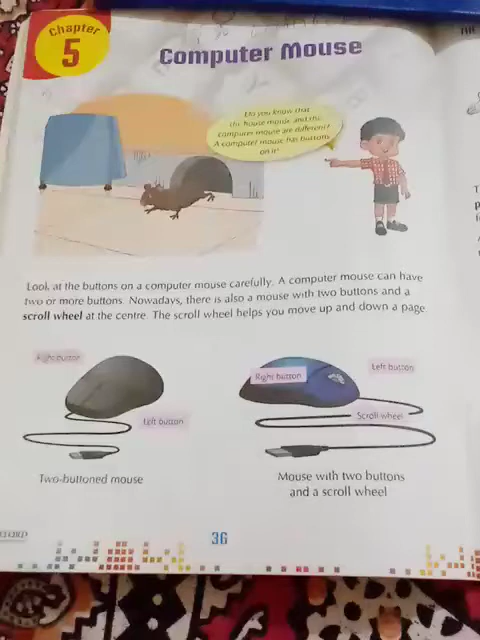 Chapter
5
Computer Mouse
Do you know that
the house mouse and the
computer mouse are different?
A computer mouse has buttons
on it!
Look at the buttons on a computer mouse carefully. A computer mouse can have
two or more buttons. Nowadays, there is also a mouse with two buttons and a
scroll wheel at the centre. The scroll wheel helps you move up and down a page.
Right button
Left button
Two-buttoned mouse
Right button
Left button
Scroll wheel
Mouse with two buttons
and a scroll wheel
OXFORD
36